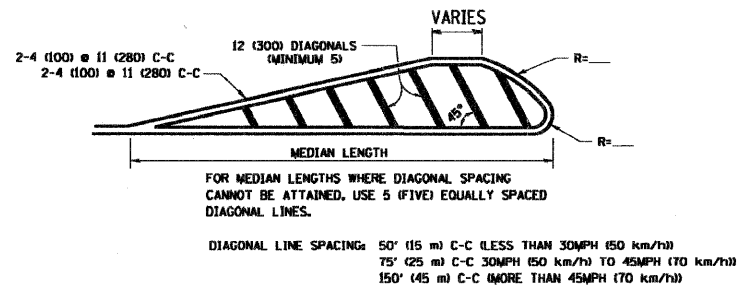 VARIES
12 (300) DIAGONALS
(MINIMUM 5)
2-4 (100) @ 11 (280) C-C
2-4 (100) @ 11 (280) C-C
R=___
45°
R=___
MEDIAN LENGTH
FOR MEDIAN LENGTHS WHERE DIAGONAL SPACING
CANNOT BE ATTAINED, USE 5 (FIVE) EQUALLY SPACED
DIAGONAL LINES.
DIAGONAL LINE SPACING: 50' (15 m) C-C (LESS THAN 30MPH (50 km/h))
75' (25 m) C-C 30MPH (50 km/h) TO 45MPH (70 km/h))
150' (45 m) C-C (MORE THAN 45MPH (70 km/h))